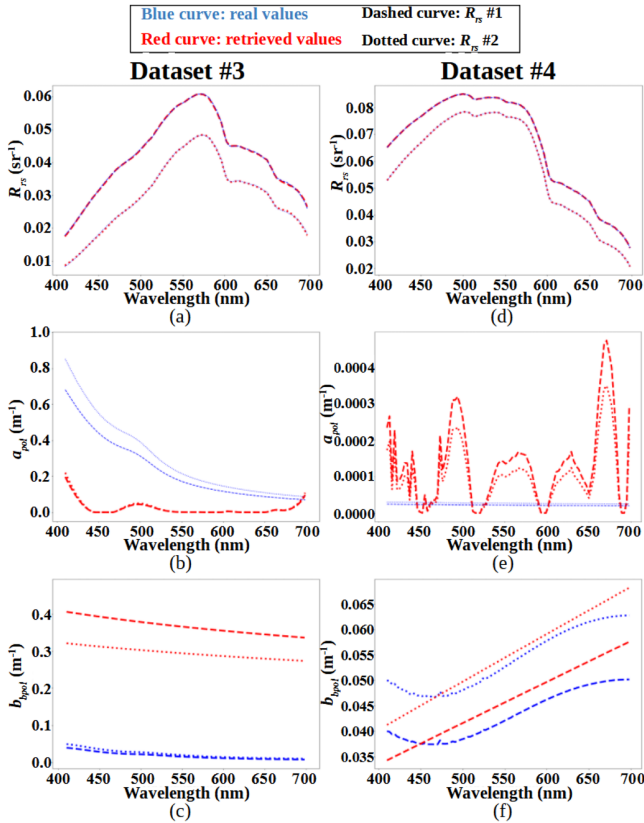 Blue curve: real values Dashed curve: Rrs #1
Red curve: retrieved values Dotted curve: Rrs #2
Dataset #3 Dataset #4
Rrs (sr-1)
0.06
0.05
0.04
0.03
0.02
0.01
400 450 500 550 600 650 700
Wavelength (nm)
(a)
Rrs (sr-1)
0.08
0.07
0.06
0.05
0.04
0.03
0.02
400 450 500 550 600 650 700
Wavelength (nm)
(d)
apol (m-1)
1.0
0.8
0.6
0.4
0.2
0.0
400 450 500 550 600 650 700
Wavelength (nm)
(b)
apol (m-1)
0.0004
0.0003
0.0002
0.0001
0.0000
400 450 500 550 600 650 700
Wavelength (nm)
(e)
bbpol (m-1)
0.4
0.3
0.2
0.1
0.0
400 450 500 550 600 650 700
Wavelength (nm)
(c)
bbpol (m-1)
0.065
0.060
0.055
0.050
0.045
0.040
0.035
400 450 500 550 600 650 700
Wavelength (nm)
(f)